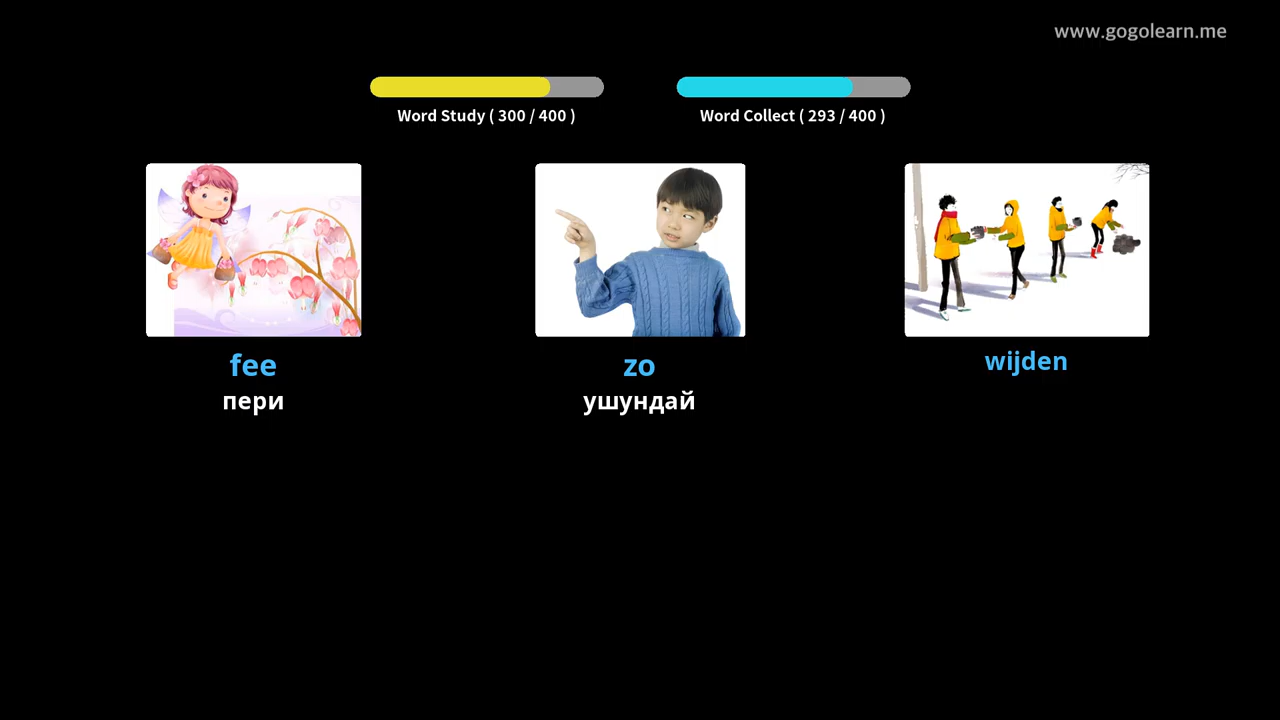 www.gogolearn.me
Word Study ( 300 / 400 )
Word Collect ( 293 / 400 )
fee
zo
wijden
пери
ушундай